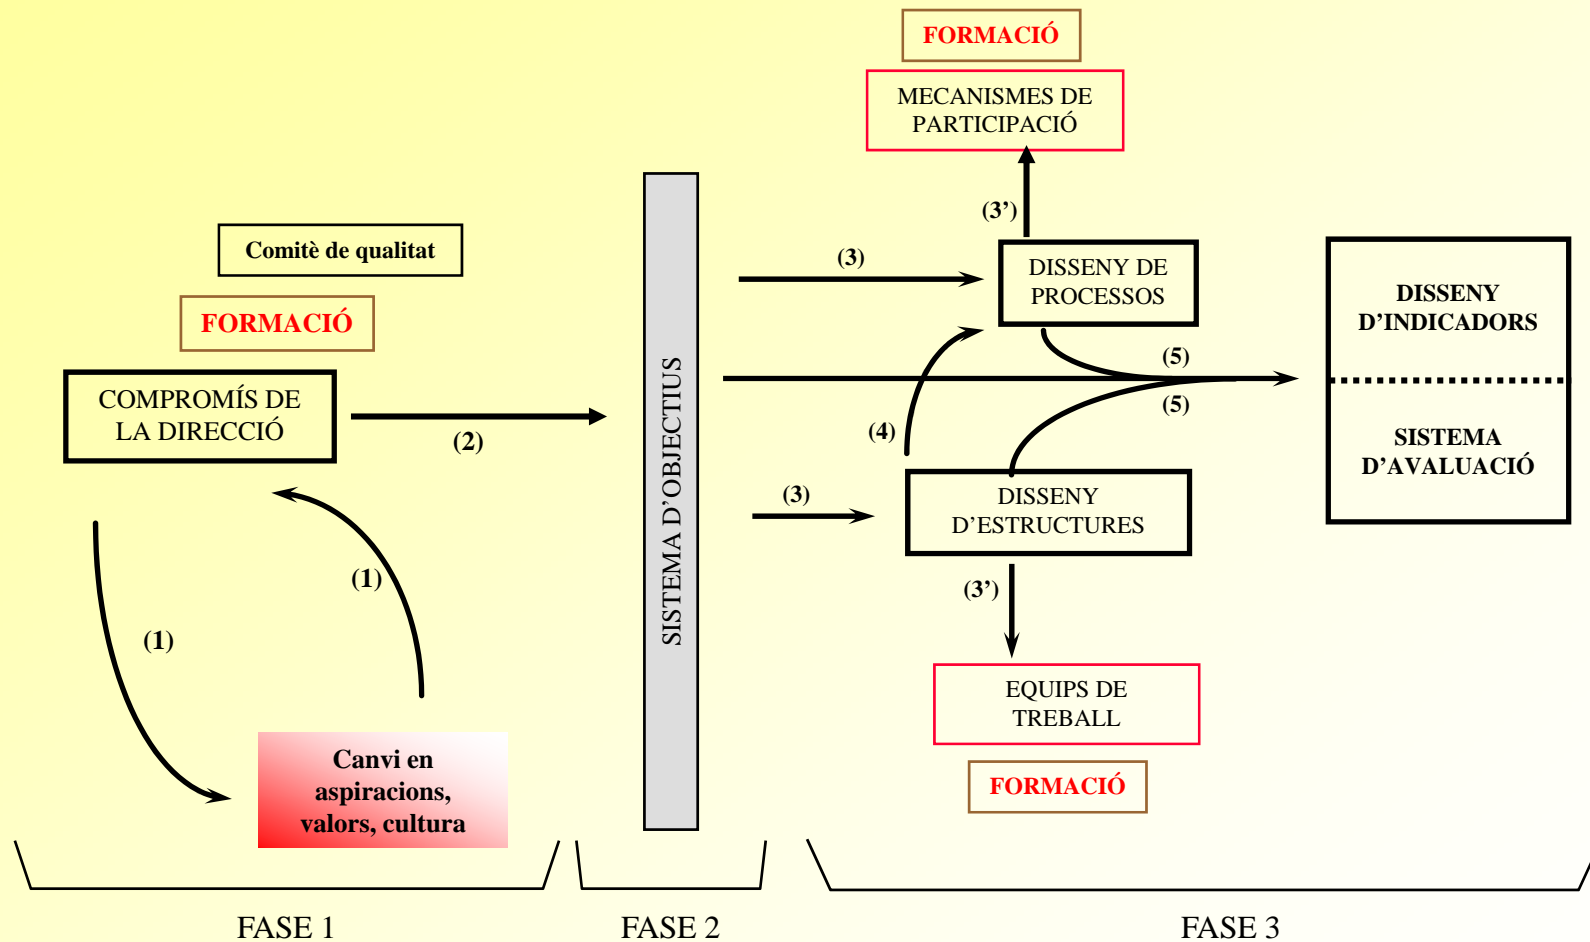 FORMACIÓ
MECANISMES DE
PARTICIPACIÓ
(3’)
Comitè de qualitat
FORMACIÓ
COMPROMÍS DE
LA DIRECCIÓ
(2)
(1)
(1)
Canvi en
aspiracions,
valors, cultura
SISTEMA D’OBJECTIUS
(3)
DISSENY DE
PROCESSOS
(5)
(5)
(4)
(3)
DISSENY
D’ESTRUCTURES
(3’)
EQUIPS DE
TREBALL
FORMACIÓ
DISSENY
D’INDICADORS
SISTEMA
D’AVALUACIÓ
FASE 1
FASE 2
FASE 3